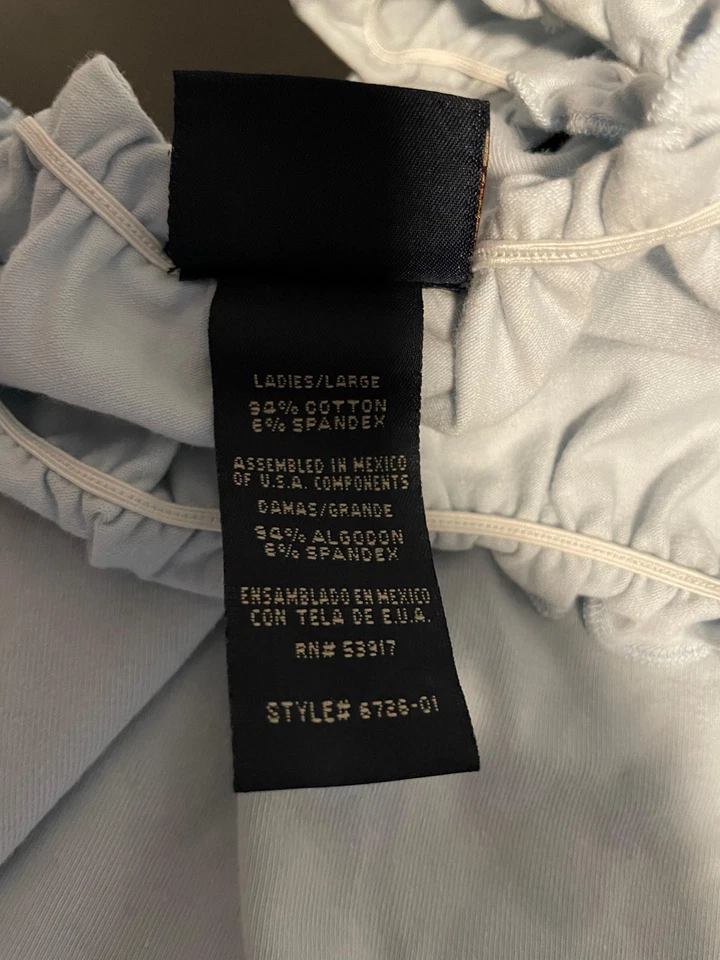 LADIES/LARGE
94% COTTON
6% SPANDEX
ASSEMBLED IN MEXICO
OF U.S.A. COMPONENTS
DAMAS/GRANDE
94% ALGODON
6% SPANDEX
ENSAMBLADO EN MEXICO
CON TELA DE E.U.A.
RN# 53917
STYLE# 6726-01